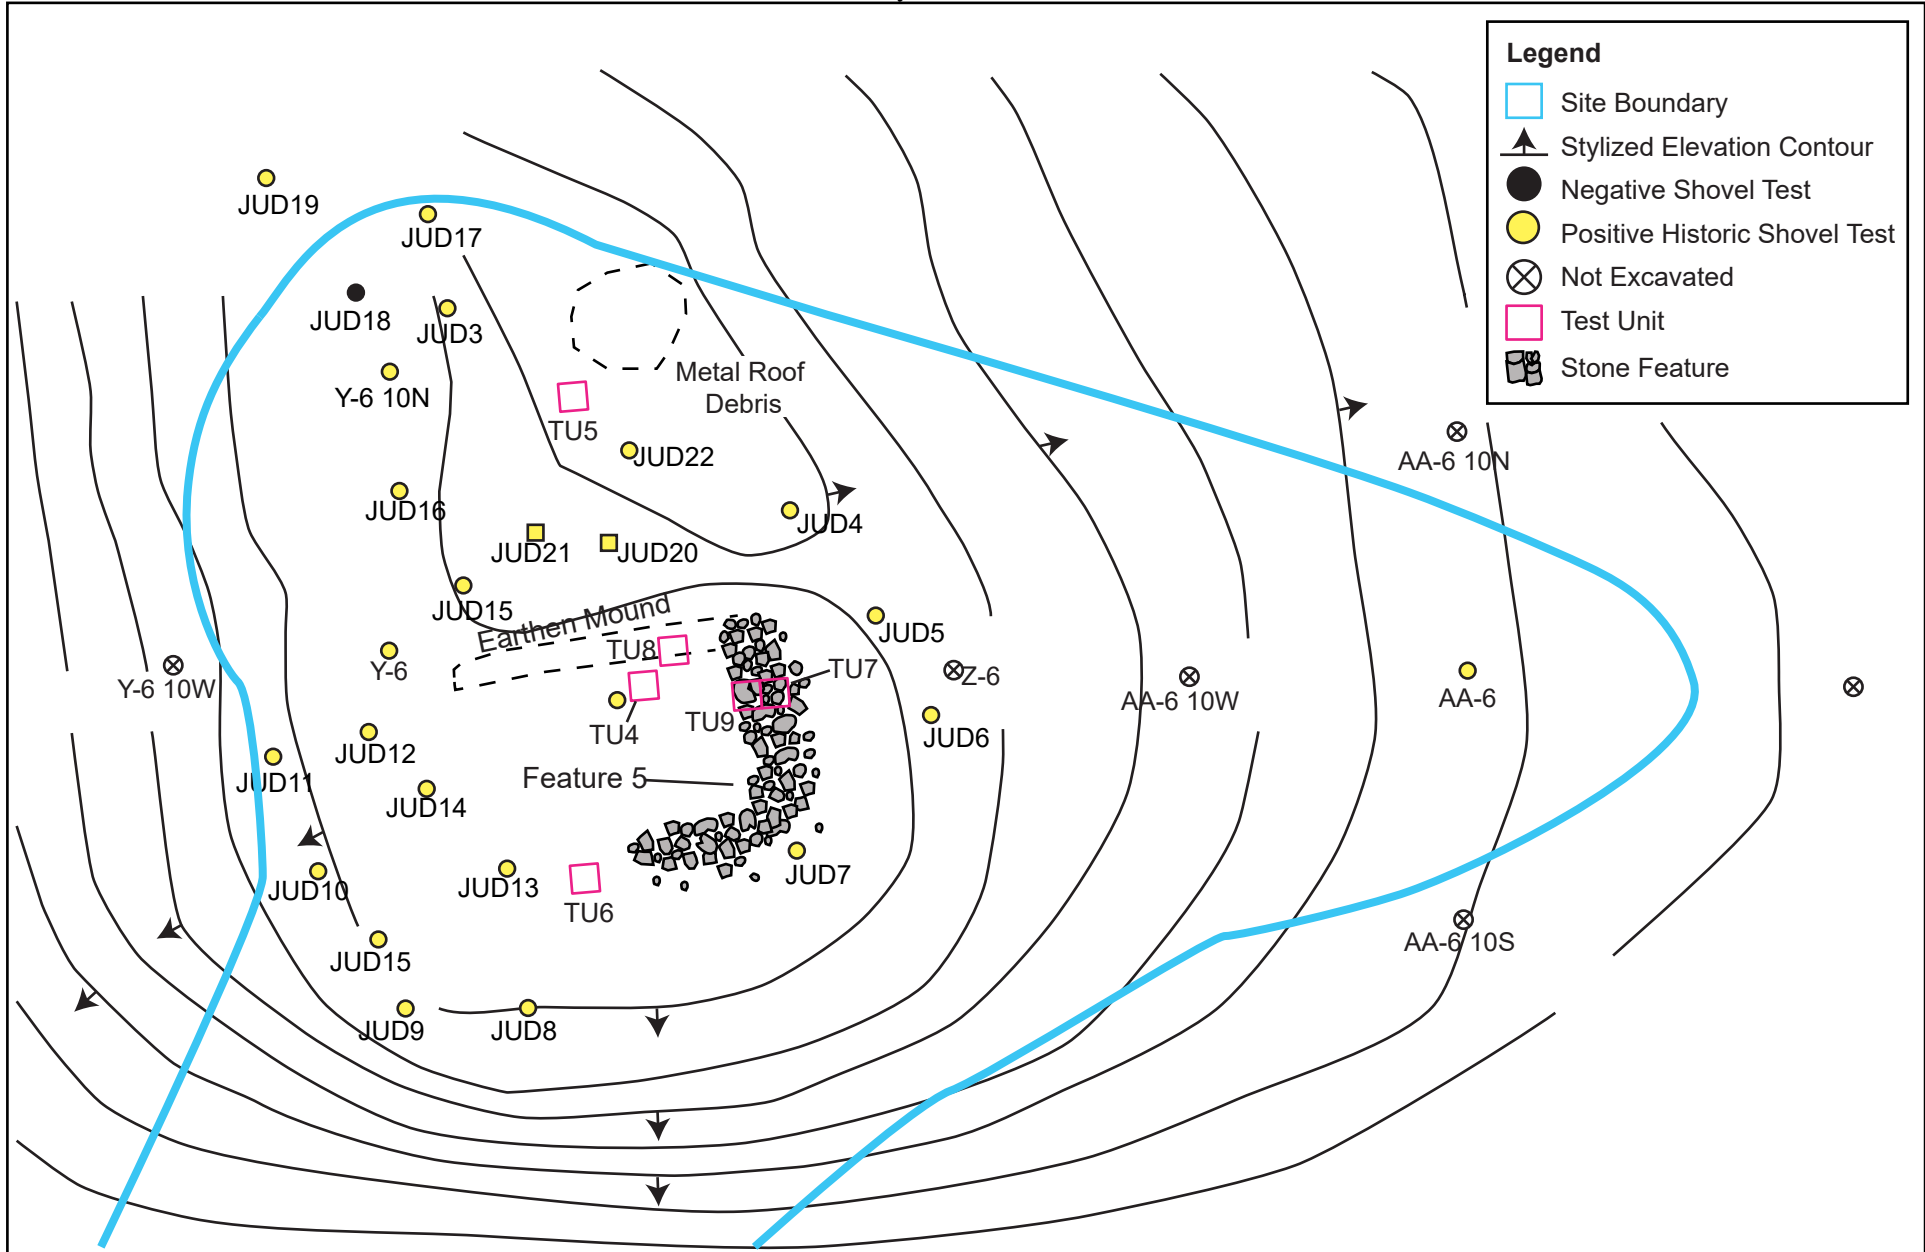 Legend
Site Boundary
Stylized Elevation Contour
Negative Shovel Test
Positive Historic Shovel Test
Not Excavated
Test Unit
Stone Feature
JUD19
JUD17
JUD18
JUD3
Y-6 10N
Metal Roof
Debris
TU5
JUD22
AA-6 10N
JUD16
JUD4
JUD21
JUD20
JUD15
Earthen Mound
JUD5
TU8
Y-6
TU7
Z-6
Y-6 10W
AA-6 10W
AA-6
TU9
TU4
JUD6
JUD12
JUD11
Feature 5
JUD14
JUD7
JUD10
JUD13
TU6
AA-6 10S
JUD15
JUD9
JUD8